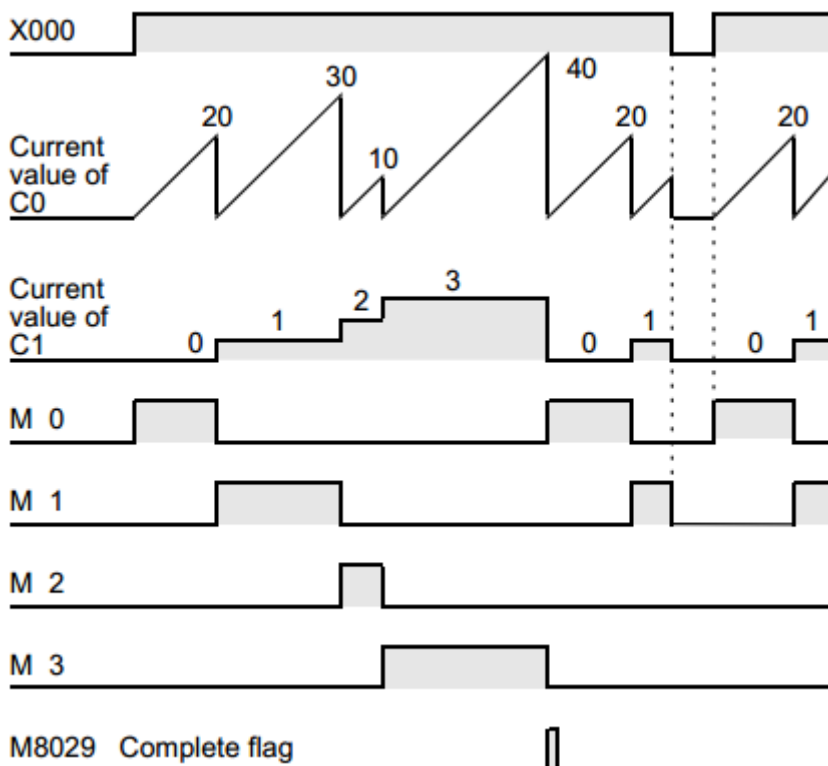 X000
40
30
20
20
20
10
Current
value of
C0
Current
value of
C1
3
2
1
1
1
0
0
0
M 0
M 1
M 2
M 3
M8029 Complete flag